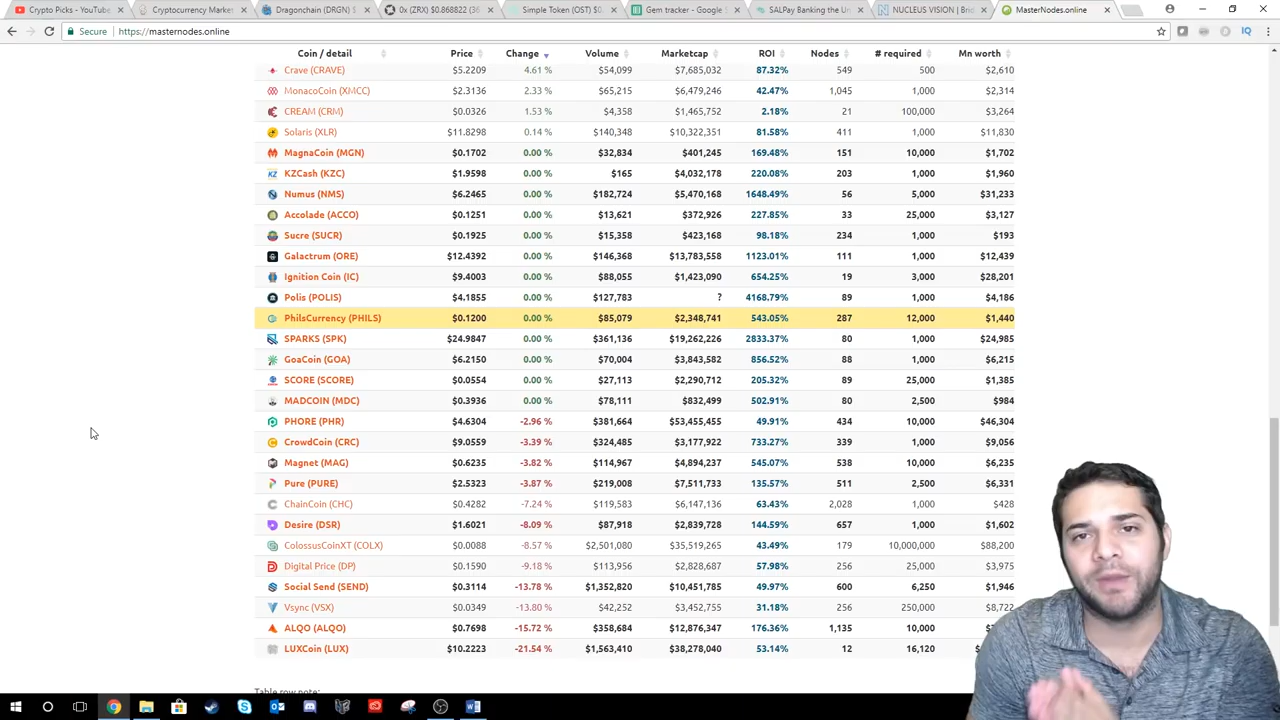 Crypto Picks - YouTube
Cryptocurrency Market
Dragonchain (DRGN) $
0x (ZRX) $0.868822 (36
Simple Token (OST) $0.
Gem tracker - Google S
SALPay Banking the U
NUCLEUS VISION | Brid
MasterNodes.online
Secure https://masternodes.online
Coin / detail Price Change Volume Marketcap ROI Nodes # required Mn worth
Crave (CRAVE) $5.2209 4.61 % $54,099 $7,685,032 87.32% 549 500 $2,610
MonacoCoin (XMCC) $2.3136 2.33 % $65,215 $6,479,246 42.47% 1,045 1,000 $2,314
CREAM (CRM) $0.0326 1.53 % $4,358 $1,465,752 2.18% 21 100,000 $3,264
Solaris (XLR) $11.8298 0.14 % $140,348 $10,322,351 81.58% 411 1,000 $11,830
MagnaCoin (MGN) $0.1702 0.00 % $32,834 $401,245 169.48% 151 10,000 $1,702
KZ KZCash (KZC) $1.9598 0.00 % $165 $4,032,178 220.08% 203 1,000 $1,960
Numus (NMS) $6.2465 0.00 % $182,724 $5,470,168 1648.49% 56 5,000 $31,233
Accolade (ACCO) $0.1251 0.00 % $13,621 $372,926 227.85% 33 25,000 $3,127
Sucre (SUCR) $0.1925 0.00 % $15,358 $423,168 98.18% 234 1,000 $193
Galactrum (ORE) $12.4392 0.00 % $146,368 $13,783,558 1123.01% 111 1,000 $12,439
Ignition Coin (IC) $9.4003 0.00 % $88,055 $1,423,090 654.25% 19 3,000 $28,201
Polis (POLIS) $4.1855 0.00 % $127,783 ? 4168.79% 89 1,000 $4,186
PhilsCurrency (PHILS) $0.1200 0.00 % $85,079 $2,348,741 543.05% 287 12,000 $1,440
SPARKS (SPK) $24.9847 0.00 % $361,136 $19,262,226 2833.37% 80 1,000 $24,985
GoaCoin (GOA) $6.2150 0.00 % $70,004 $3,843,582 856.52% 88 1,000 $6,215
SCORE (SCORE) $0.0554 0.00 % $27,113 $2,290,712 205.32% 89 25,000 $1,385
MADCOIN (MDC) $0.3936 0.00 % $78,111 $832,499 502.91% 80 2,500 $984
PHORE (PHR) $4.6304 -2.96 % $381,664 $53,455,455 49.91% 434 10,000 $46,304
CrowdCoin (CRC) $9.0559 -3.39 % $324,485 $3,177,922 733.27% 339 1,000 $9,056
Magnet (MAG) $0.6235 -3.82 % $114,967 $4,894,237 545.07% 538 10,000 $6,235
Pure (PURE) $2.5323 -3.87 % $219,008 $7,511,733 135.57% 511 2,500 $6,331
ChainCoin (CHC) $0.4282 -7.24 % $119,583 $6,147,136 63.43% 2,028 1,000 $428
Desire (DSR) $1.6021 -8.09 % $87,918 $2,839,728 144.59% 657 1,000 $1,602
ColossusCoinXT (COLX) $0.0088 -8.57 % $2,501,080 $35,519,265 43.49% 179 10,000,000 $88,200
Digital Price (DP) $0.1590 -9.18 % $113,956 $2,828,687 57.98% 256 25,000 $3,975
Social Send (SEND) $0.3114 -13.78 % $1,352,820 $10,451,785 49.97% 600 6,250 $1,946
Vsync (VSX) $0.0349 -13.80 % $42,252 $3,452,755 31.18% 256 250,000 $8,722
ALQO (ALQO) $0.7698 -15.72 % $358,684 $12,876,347 176.36% 1,135 10,000
LUXCoin (LUX) $10.2223 -21.54 % $1,563,410 $38,278,040 53.14% 12 16,120
Table row note: